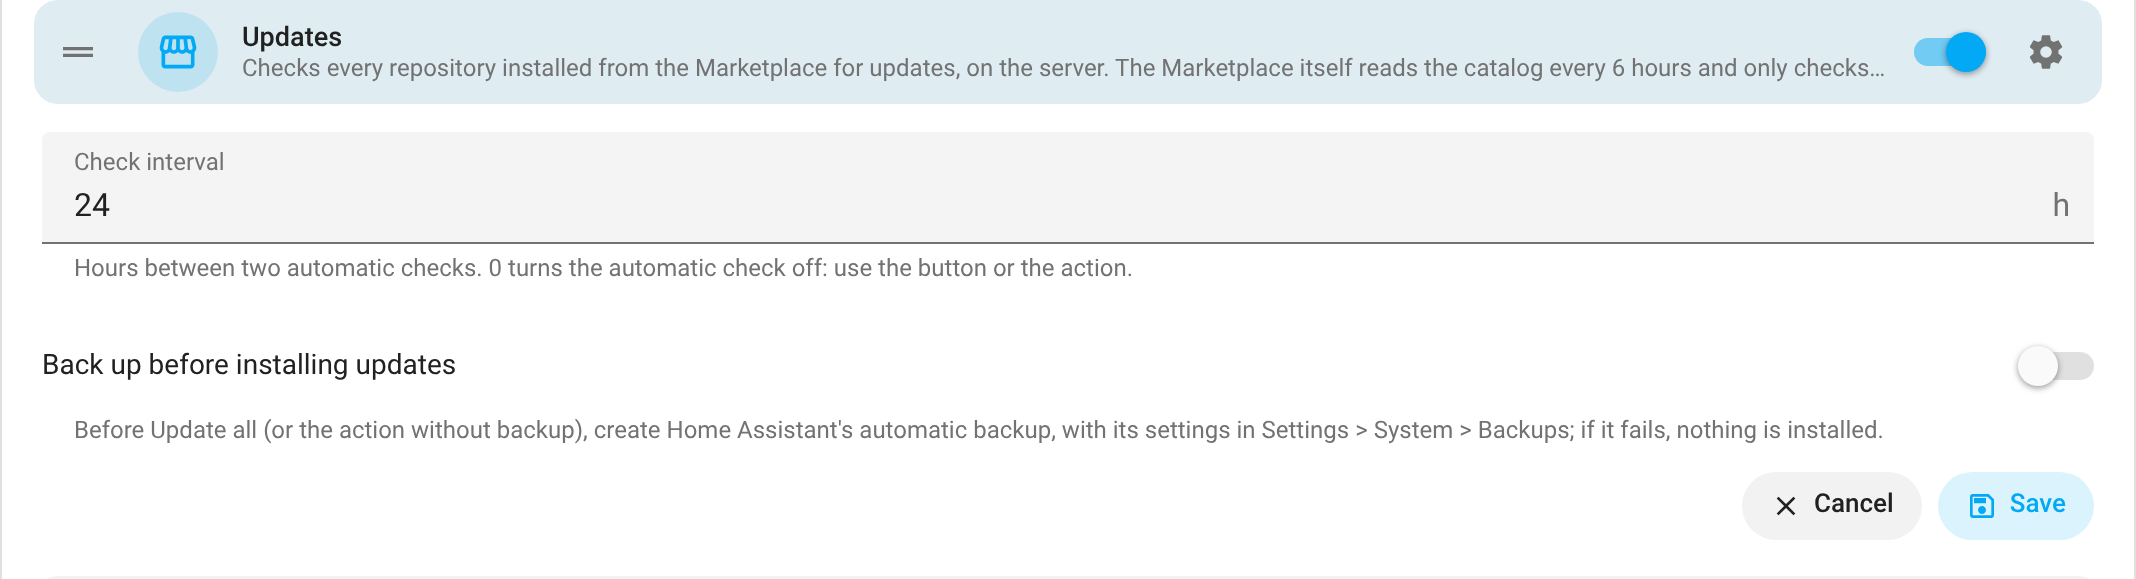 Updates
Checks every repository installed from the Marketplace for updates, on the server. The Marketplace itself reads the catalog every 6 hours and only checks...
Check interval
24
h
Hours between two automatic checks. 0 turns the automatic check off: use the button or the action.
Back up before installing updates
Before Update all (or the action without backup), create Home Assistant's automatic backup, with its settings in Settings > System > Backups; if it fails, nothing is installed.
Cancel
Save